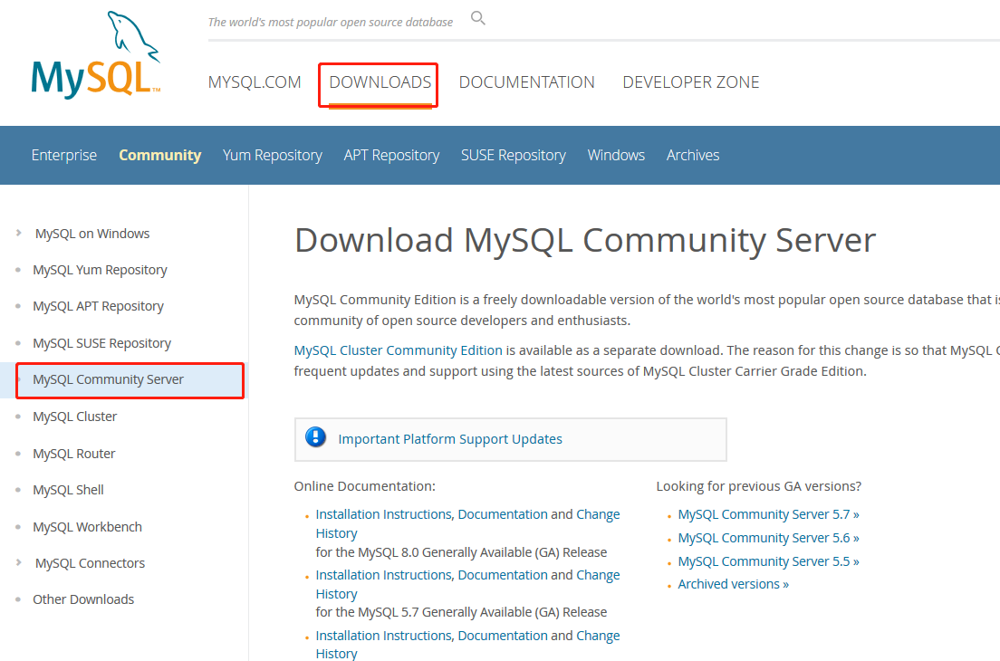 The world's most popular open source database
MySQL™
MYSQL.COM DOWNLOADS DOCUMENTATION DEVELOPER ZONE
Enterprise Community Yum Repository APT Repository SUSE Repository Windows Archives
MySQL on Windows
MySQL Yum Repository
MySQL APT Repository
MySQL SUSE Repository
MySQL Community Server
MySQL Cluster
MySQL Router
MySQL Shell
MySQL Workbench
MySQL Connectors
Other Downloads
Download MySQL Community Server
MySQL Community Edition is a freely downloadable version of the world's most popular open source database that is
community of open source developers and enthusiasts.
MySQL Cluster Community Edition is available as a separate download. The reason for this change is so that MySQL
frequent updates and support using the latest sources of MySQL Cluster Carrier Grade Edition.
Important Platform Support Updates
Online Documentation:
Installation Instructions, Documentation and Change
History
for the MySQL 8.0 Generally Available (GA) Release
Installation Instructions, Documentation and Change
History
for the MySQL 5.7 Generally Available (GA) Release
Installation Instructions, Documentation and Change
History
Looking for previous GA versions?
MySQL Community Server 5.7 »
MySQL Community Server 5.6 »
MySQL Community Server 5.5 »
Archived versions »